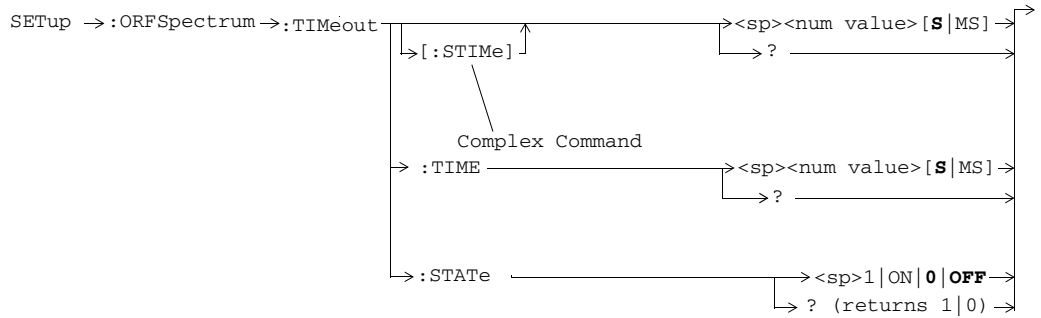 SETup :ORFSpectrum :TIMeout <sp><num value>[S|MS]
[:STIMe] ?
Complex Command
:TIME <sp><num value>[S|MS]
?
:STATe <sp>1|ON|0|OFF
? (returns 1|0)